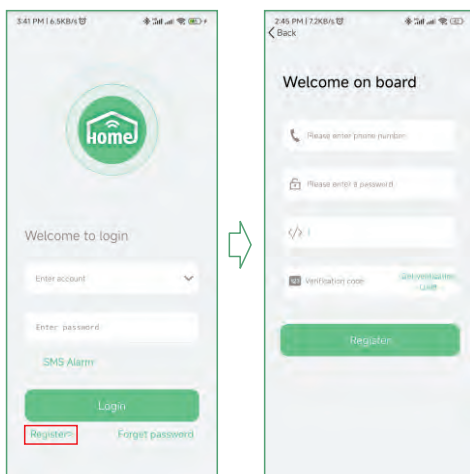 3:41 PM | 6.5KB/s
Home
Welcome to login
Enter account
Enter password
SMS Alarm
Login
Register>
Forget password
2:45 PM | 7.2KB/s
Back
Welcome on board
Please enter phone number
Please enter a password
</> I
123 Verification code
Get verification
code
Register